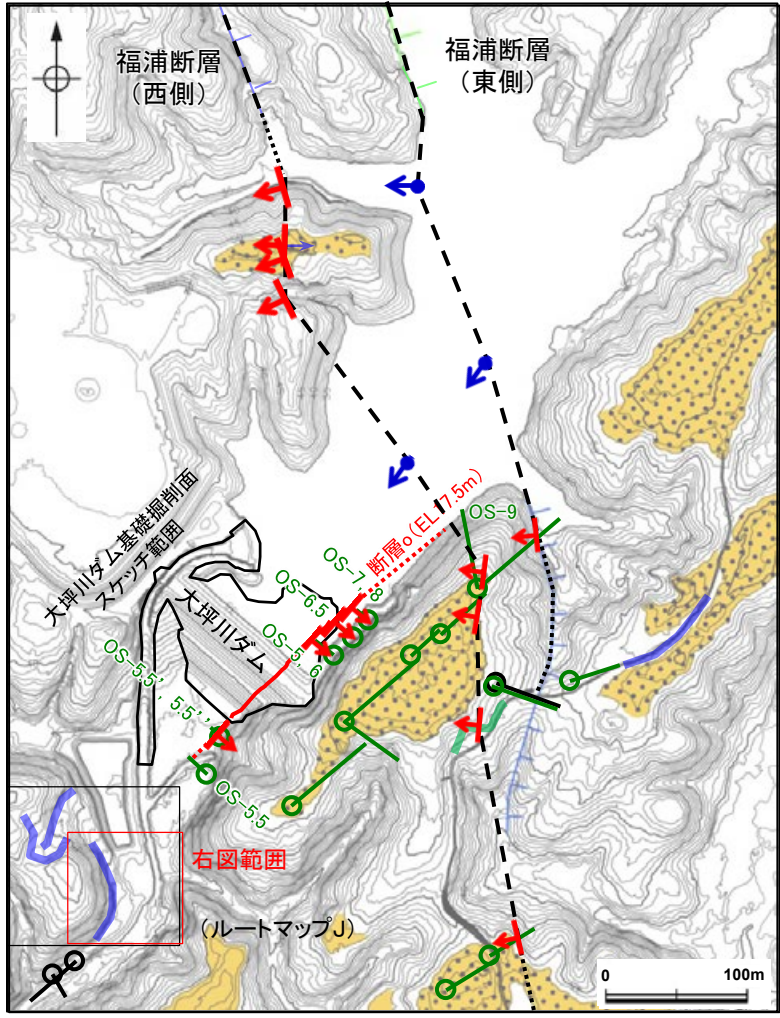 福浦断層
(西側)
福浦断層
(東側)
大坪川ダム基礎掘削面
スケッチ範囲
断層o(EL-7.5m)
OS-9
OS-7, 8
OS-6.5
OS-5, 6
大坪川ダム
OS-5.5', 5.5''
OS-5.5
右図範囲
(ルートマップJ)
0 100m